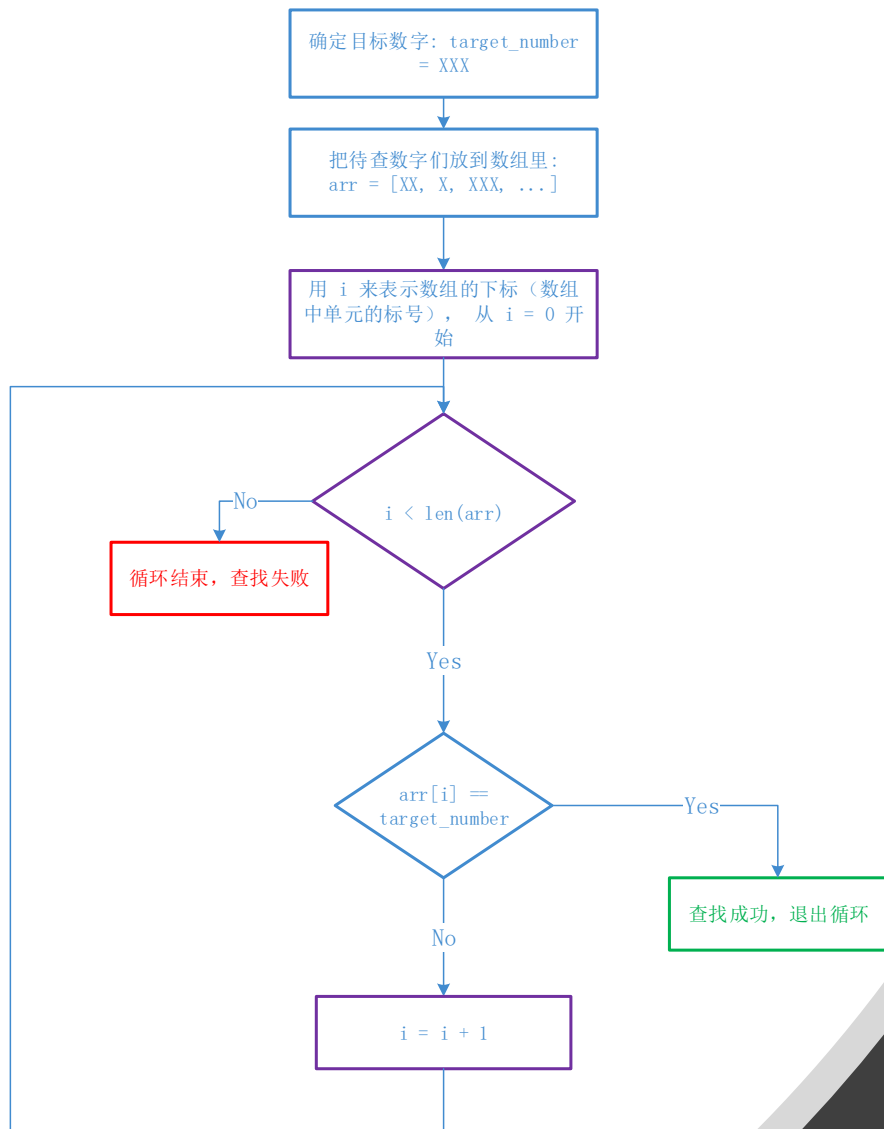 确定目标数字: target_number
= XXX
把待查数字们放到数组里:
arr = [XX, X, XXX, ...]
用 i 来表示数组的下标（数组
中单元的标号）， 从 i = 0 开
始
i < len(arr)
No
循环结束，查找失败
Yes
arr[i] ==
target_number
Yes
查找成功，退出循环
No
i = i + 1